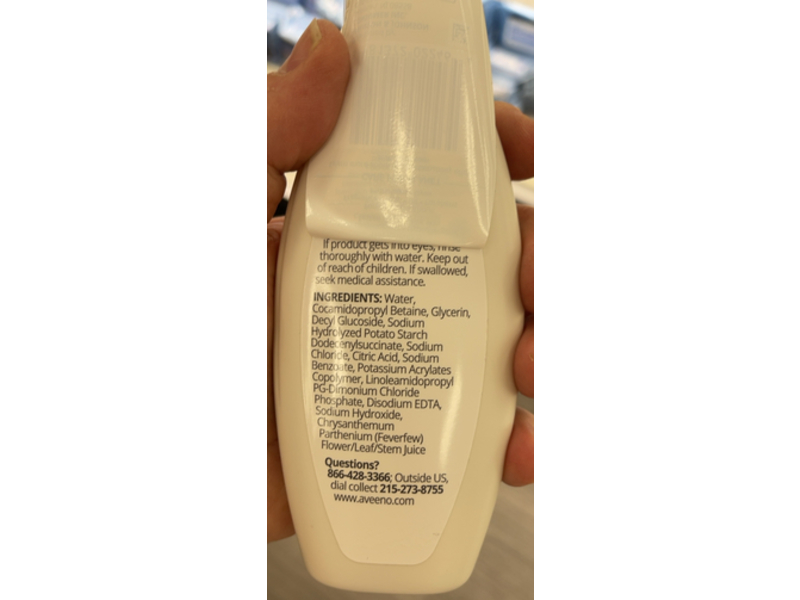 If product gets into eyes, rinse
thoroughly with water. Keep out
of reach of children. If swallowed,
seek medical assistance.
INGREDIENTS: Water,
Cocamidopropyl Betaine, Glycerin,
Decyl Glucoside, Sodium
Hydrolyzed Potato Starch
Dodecenylsuccinate, Sodium
Chloride, Citric Acid, Sodium
Benzoate, Potassium Acrylates
Copolymer, Linoleamidopropyl
PG-Dimonium Chloride
Phosphate, Disodium EDTA,
Sodium Hydroxide,
Chrysanthemum
Parthenium (Feverfew)
Flower/Leaf/Stem Juice
Questions?
866-428-3366; Outside US,
dial collect 215-273-8755
www.aveeno.com